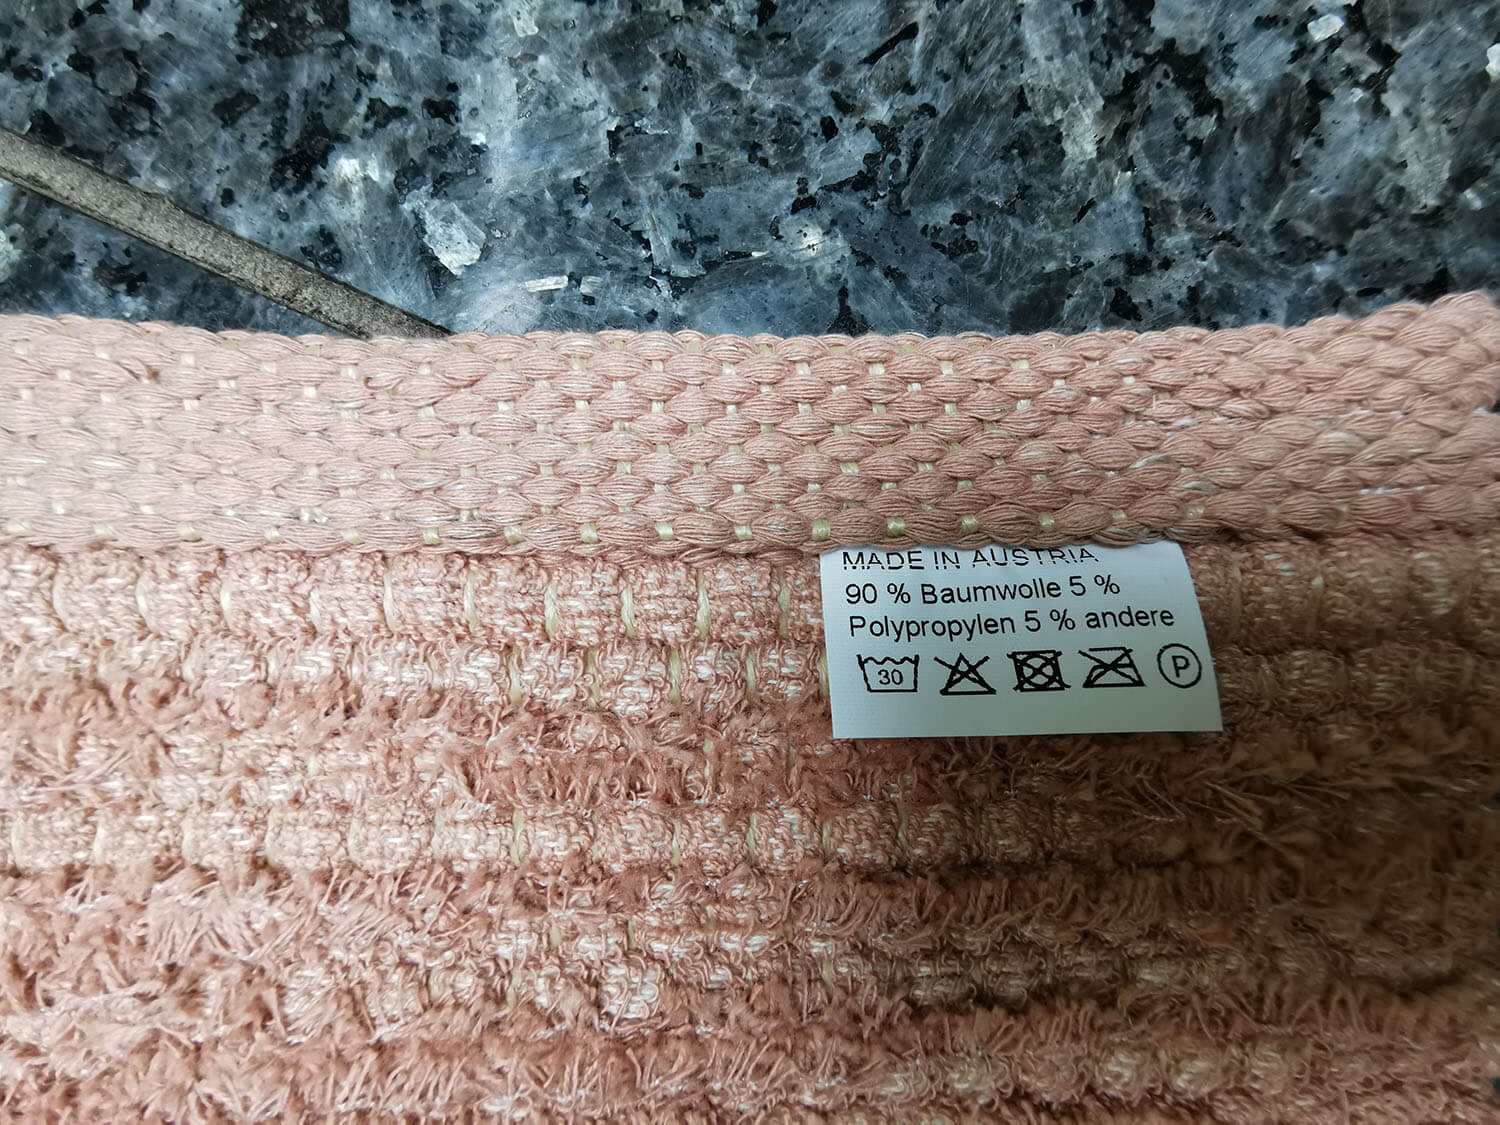 MADE IN AUSTRIA
90 % Baumwolle 5 %
Polypropylen 5 % andere
30 P